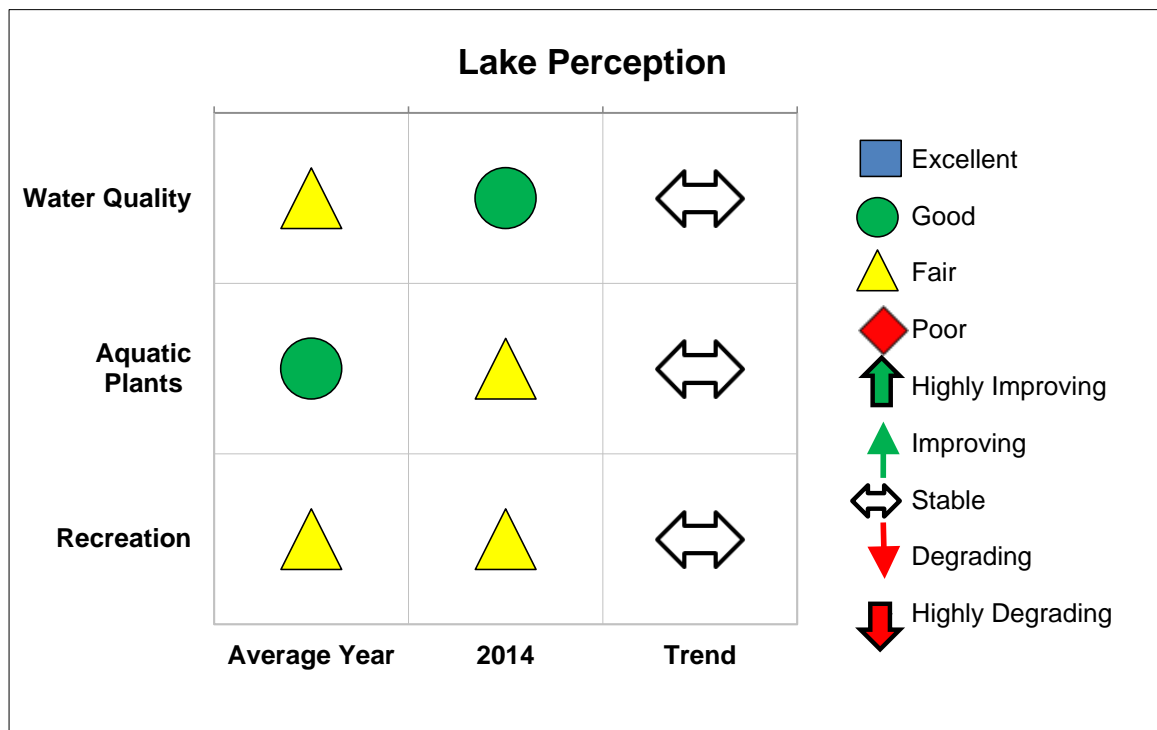 Lake Perception
Water Quality
Aquatic
Plants
Recreation
Average Year
2014
Trend
Excellent
Good
Fair
Poor
Highly Improving
Improving
Stable
Degrading
Highly Degrading